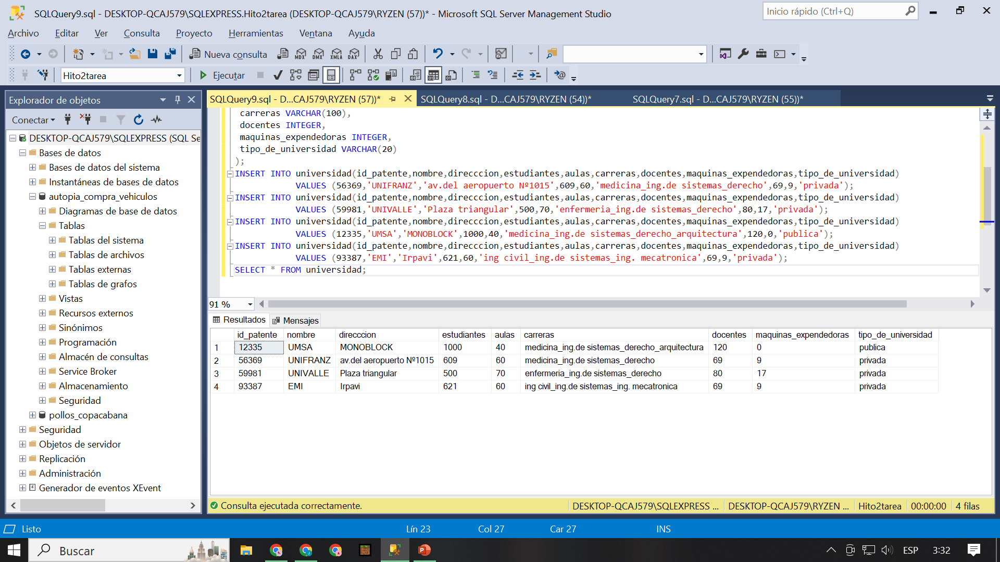 SQLQuery9.sql - DESKTOP-QCAJ579\SQLEXPRESS.Hito2tarea (DESKTOP-QCAJ579\RYZEN (57))* - Microsoft SQL Server Management Studio
Inicio rápido (Ctrl+Q)
Archivo Editar Ver Consulta Proyecto Herramientas Ventana Ayuda
Nueva consulta MDX DMX XMLA DAX
Hito2tarea Ejecutar
Explorador de objetos
SQLQuery9.sql - D...CAJ579\RYZEN (57))* SQLQuery8.sql - D...CAJ579\RYZEN (54))* SQLQuery7.sql - D...CAJ579\RYZEN (55))*
Conectar
DESKTOP-QCAJ579\SQLEXPRESS (SQL Se
Bases de datos
Bases de datos del sistema
Instantáneas de bases de datos
autopia_compra_vehiculos
Diagramas de base de datos
Tablas
Tablas del sistema
Tablas de archivos
Tablas externas
Tablas de grafos
Vistas
Recursos externos
Sinónimos
Programación
Almacén de consultas
Service Broker
Almacenamiento
Seguridad
pollos_copacabana
Seguridad
Objetos de servidor
Replicación
Administración
Generador de eventos XEvent
carreras VARCHAR(100),
docentes INTEGER,
maquinas_expendedoras INTEGER,
tipo_de_universidad VARCHAR(20)
);
INSERT INTO universidad(id_patente,nombre,direcccion,estudiantes,aulas,carreras,docentes,maquinas_expendedoras,tipo_de_universidad)
VALUES (56369,'UNIFRANZ','av.del aeropuerto Nº1015',609,60,'medicina_ing.de sistemas_derecho',69,9,'privada');
INSERT INTO universidad(id_patente,nombre,direcccion,estudiantes,aulas,carreras,docentes,maquinas_expendedoras,tipo_de_universidad)
VALUES (59981,'UNIVALLE','Plaza triangular',500,70,'enfermeria_ing.de sistemas_derecho',80,17,'privada');
INSERT INTO universidad(id_patente,nombre,direcccion,estudiantes,aulas,carreras,docentes,maquinas_expendedoras,tipo_de_universidad)
VALUES (12335,'UMSA','MONOBLOCK',1000,40,'medicina_ing.de sistemas_derecho_arquitectura',120,0,'publica');
INSERT INTO universidad(id_patente,nombre,direcccion,estudiantes,aulas,carreras,docentes,maquinas_expendedoras,tipo_de_universidad)
VALUES (93387,'EMI','Irpavi',621,60,'ing civil_ing.de sistemas_ing. mecatronica',69,9,'privada');
SELECT * FROM universidad;
91 %
Resultados Mensajes
id_patente nombre direcccion estudiantes aulas carreras docentes maquinas_expendedoras tipo_de_universidad
1 12335 UMSA MONOBLOCK 1000 40 medicina_ing.de sistemas_derecho_arquitectura 120 0 publica
2 56369 UNIFRANZ av.del aeropuerto Nº1015 609 60 medicina_ing.de sistemas_derecho 69 9 privada
3 59981 UNIVALLE Plaza triangular 500 70 enfermeria_ing.de sistemas_derecho 80 17 privada
4 93387 EMI Irpavi 621 60 ing civil_ing.de sistemas_ing. mecatronica 69 9 privada
Consulta ejecutada correctamente. DESKTOP-QCAJ579\SQLEXPRESS ... DESKTOP-QCAJ579\RYZEN ... Hito2tarea 00:00:00 4 filas
Listo Lín 23 Col 27 Car 27 INS
Buscar ESP 3:32